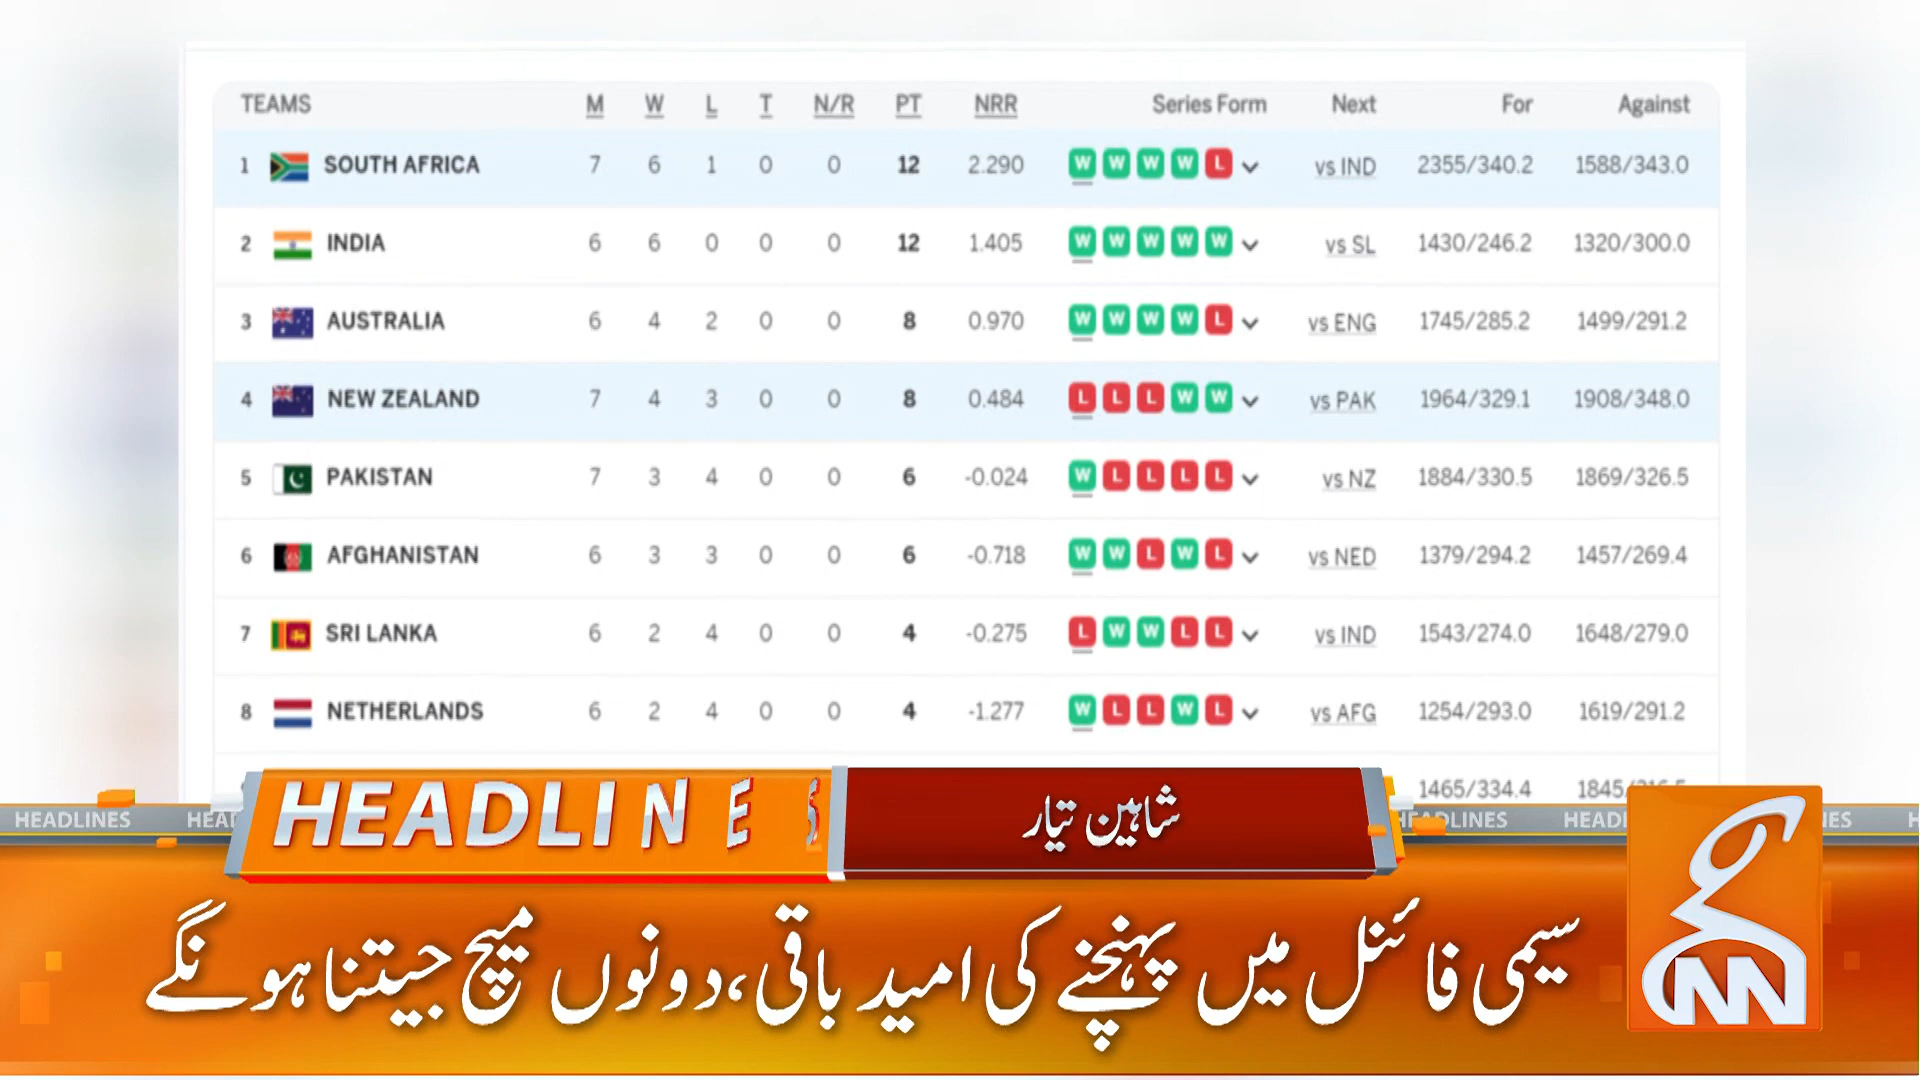 TEAMS M W L T N/R PT NRR Series Form Next For Against
1 SOUTH AFRICA 7 6 1 0 0 12 2.290 W W W W L vs IND 2355/340.2 1588/343.0
2 INDIA 6 6 0 0 0 12 1.405 W W W W W vs SL 1430/246.2 1320/300.0
3 AUSTRALIA 6 4 2 0 0 8 0.970 W W W W L vs ENG 1745/285.2 1499/291.2
4 NEW ZEALAND 7 4 3 0 0 8 0.484 L L L W W vs PAK 1964/329.1 1908/348.0
5 PAKISTAN 7 3 4 0 0 6 -0.024 W L L L L vs NZ 1884/330.5 1869/326.5
6 AFGHANISTAN 6 3 3 0 0 6 -0.718 W W L W L vs NED 1379/294.2 1457/269.4
7 SRI LANKA 6 2 4 0 0 4 -0.275 L W W L L vs IND 1543/274.0 1648/279.0
8 NETHERLANDS 6 2 4 0 0 4 -1.277 W L L W L vs AFG 1254/293.0 1619/291.2
1465/334.4
HEADLINES شاہین تیار
HEADLINES
سیمی فائنل میں پہنچنے کی امید باقی، دونوں میچ جیتنا ہونگے
GNN